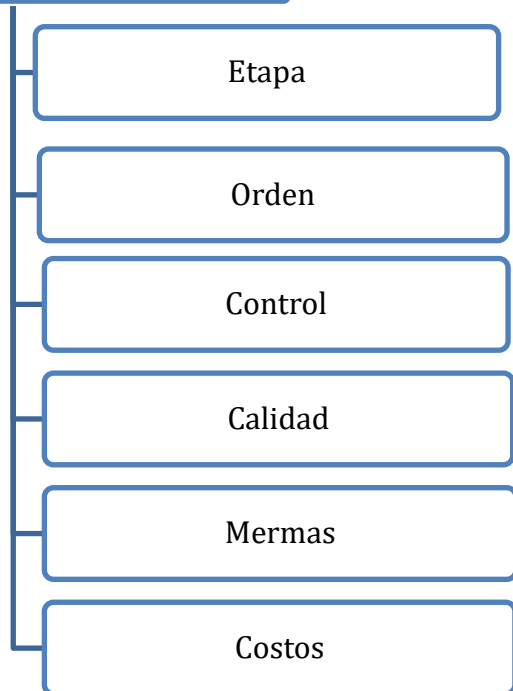 Etapa
Orden
Control
Calidad
Mermas
Costos